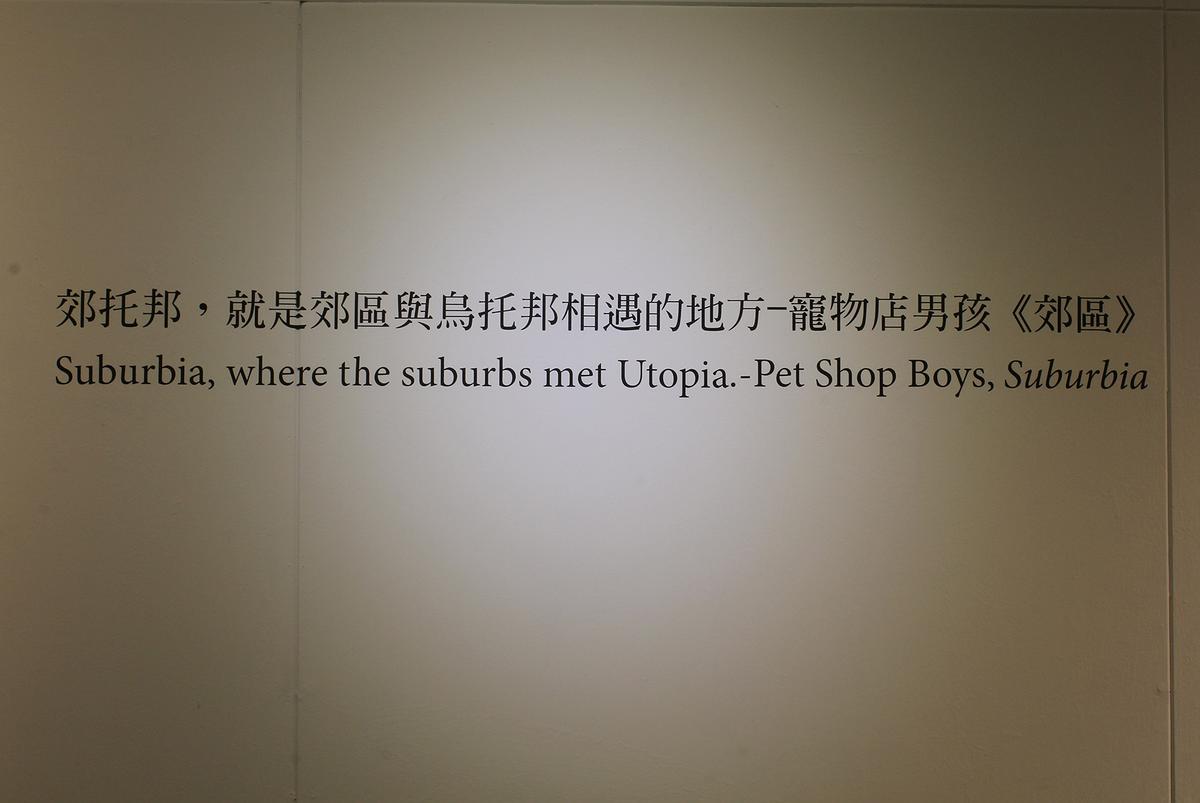 郊托邦，就是郊區與烏托邦相遇的地方–寵物店男孩《郊區》
Suburbia, where the suburbs met Utopia.-Pet Shop Boys, Suburbia